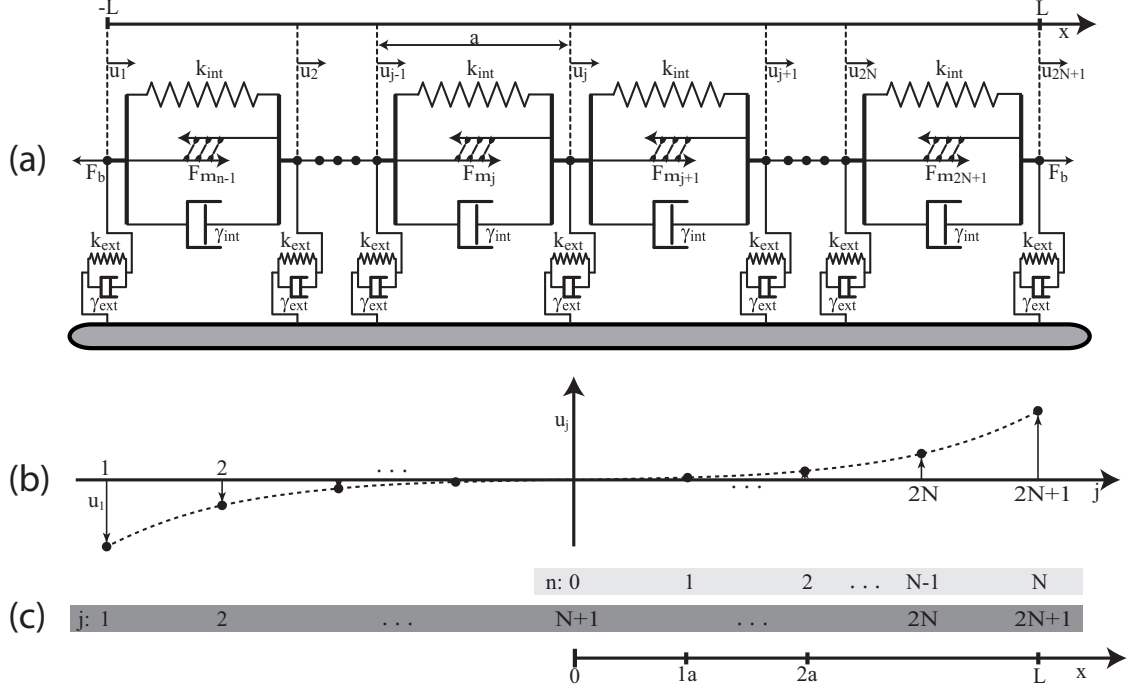 -L L
x
a
u1 u2 uj-1 uj uj+1 u2N u2N+1
kint kint kint kint
(a)
Fb Fmn-1 Fmj Fmj+1 Fm2N+1 Fb
γint γint γint γint
kext kext kext kext kext kext kext
γext γext γext γext γext γext γext
uj
(b)
1 2 . . .
u1 . . . 2N 2N+1 j
n: 0 1 2 . . . N-1 N
(c)
j: 1 2 . . . N+1 . . . 2N 2N+1
0 1a 2a L x